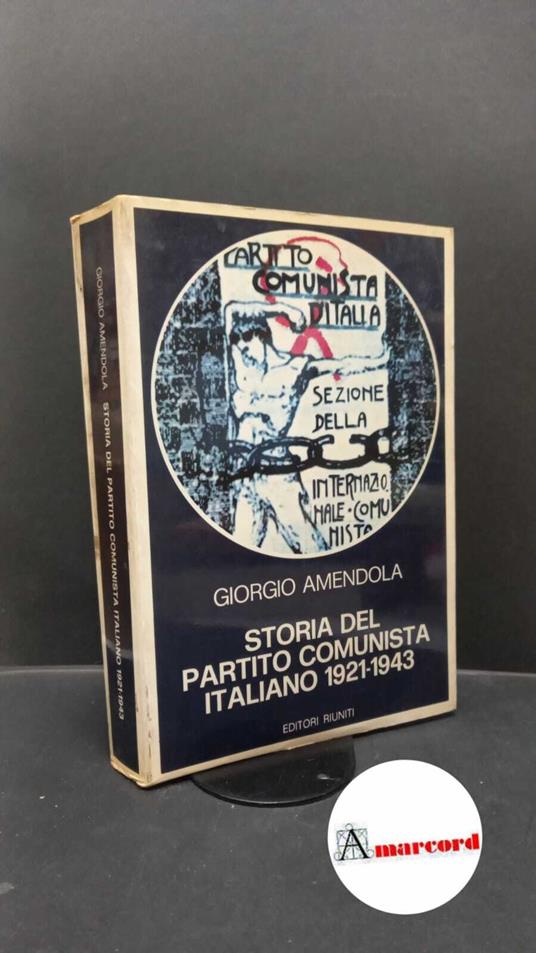 GIORGIO AMENDOLA STORIA DEL PARTITO COMUNISTA ITALIANO 1921-1943
PARTITO
COMUNISTA
D'ITALIA
SEZIONE
DELLA
INTERNAZIO
NALE-COMU
NISTA
GIORGIO AMENDOLA
STORIA DEL
PARTITO COMUNISTA
ITALIANO 1921-1943
EDITORI RIUNITI
Amarcord